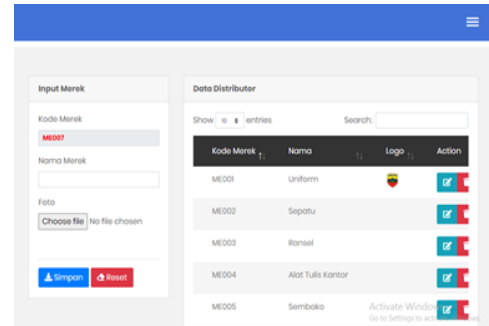 Input Merek
Kode Merek
ME007
Nama Merek
Foto
Choose file No file chosen
Simpan Reset
Data Distributor
Show 10 entries Search:
Kode Merek Nama Logo Action
ME001 Uniform
ME002 Sepatu
ME003 Ransel
ME004 Alat Tulis Kantor
ME005 Sembako
Activate Windows
Go to Settings to activate Windows.